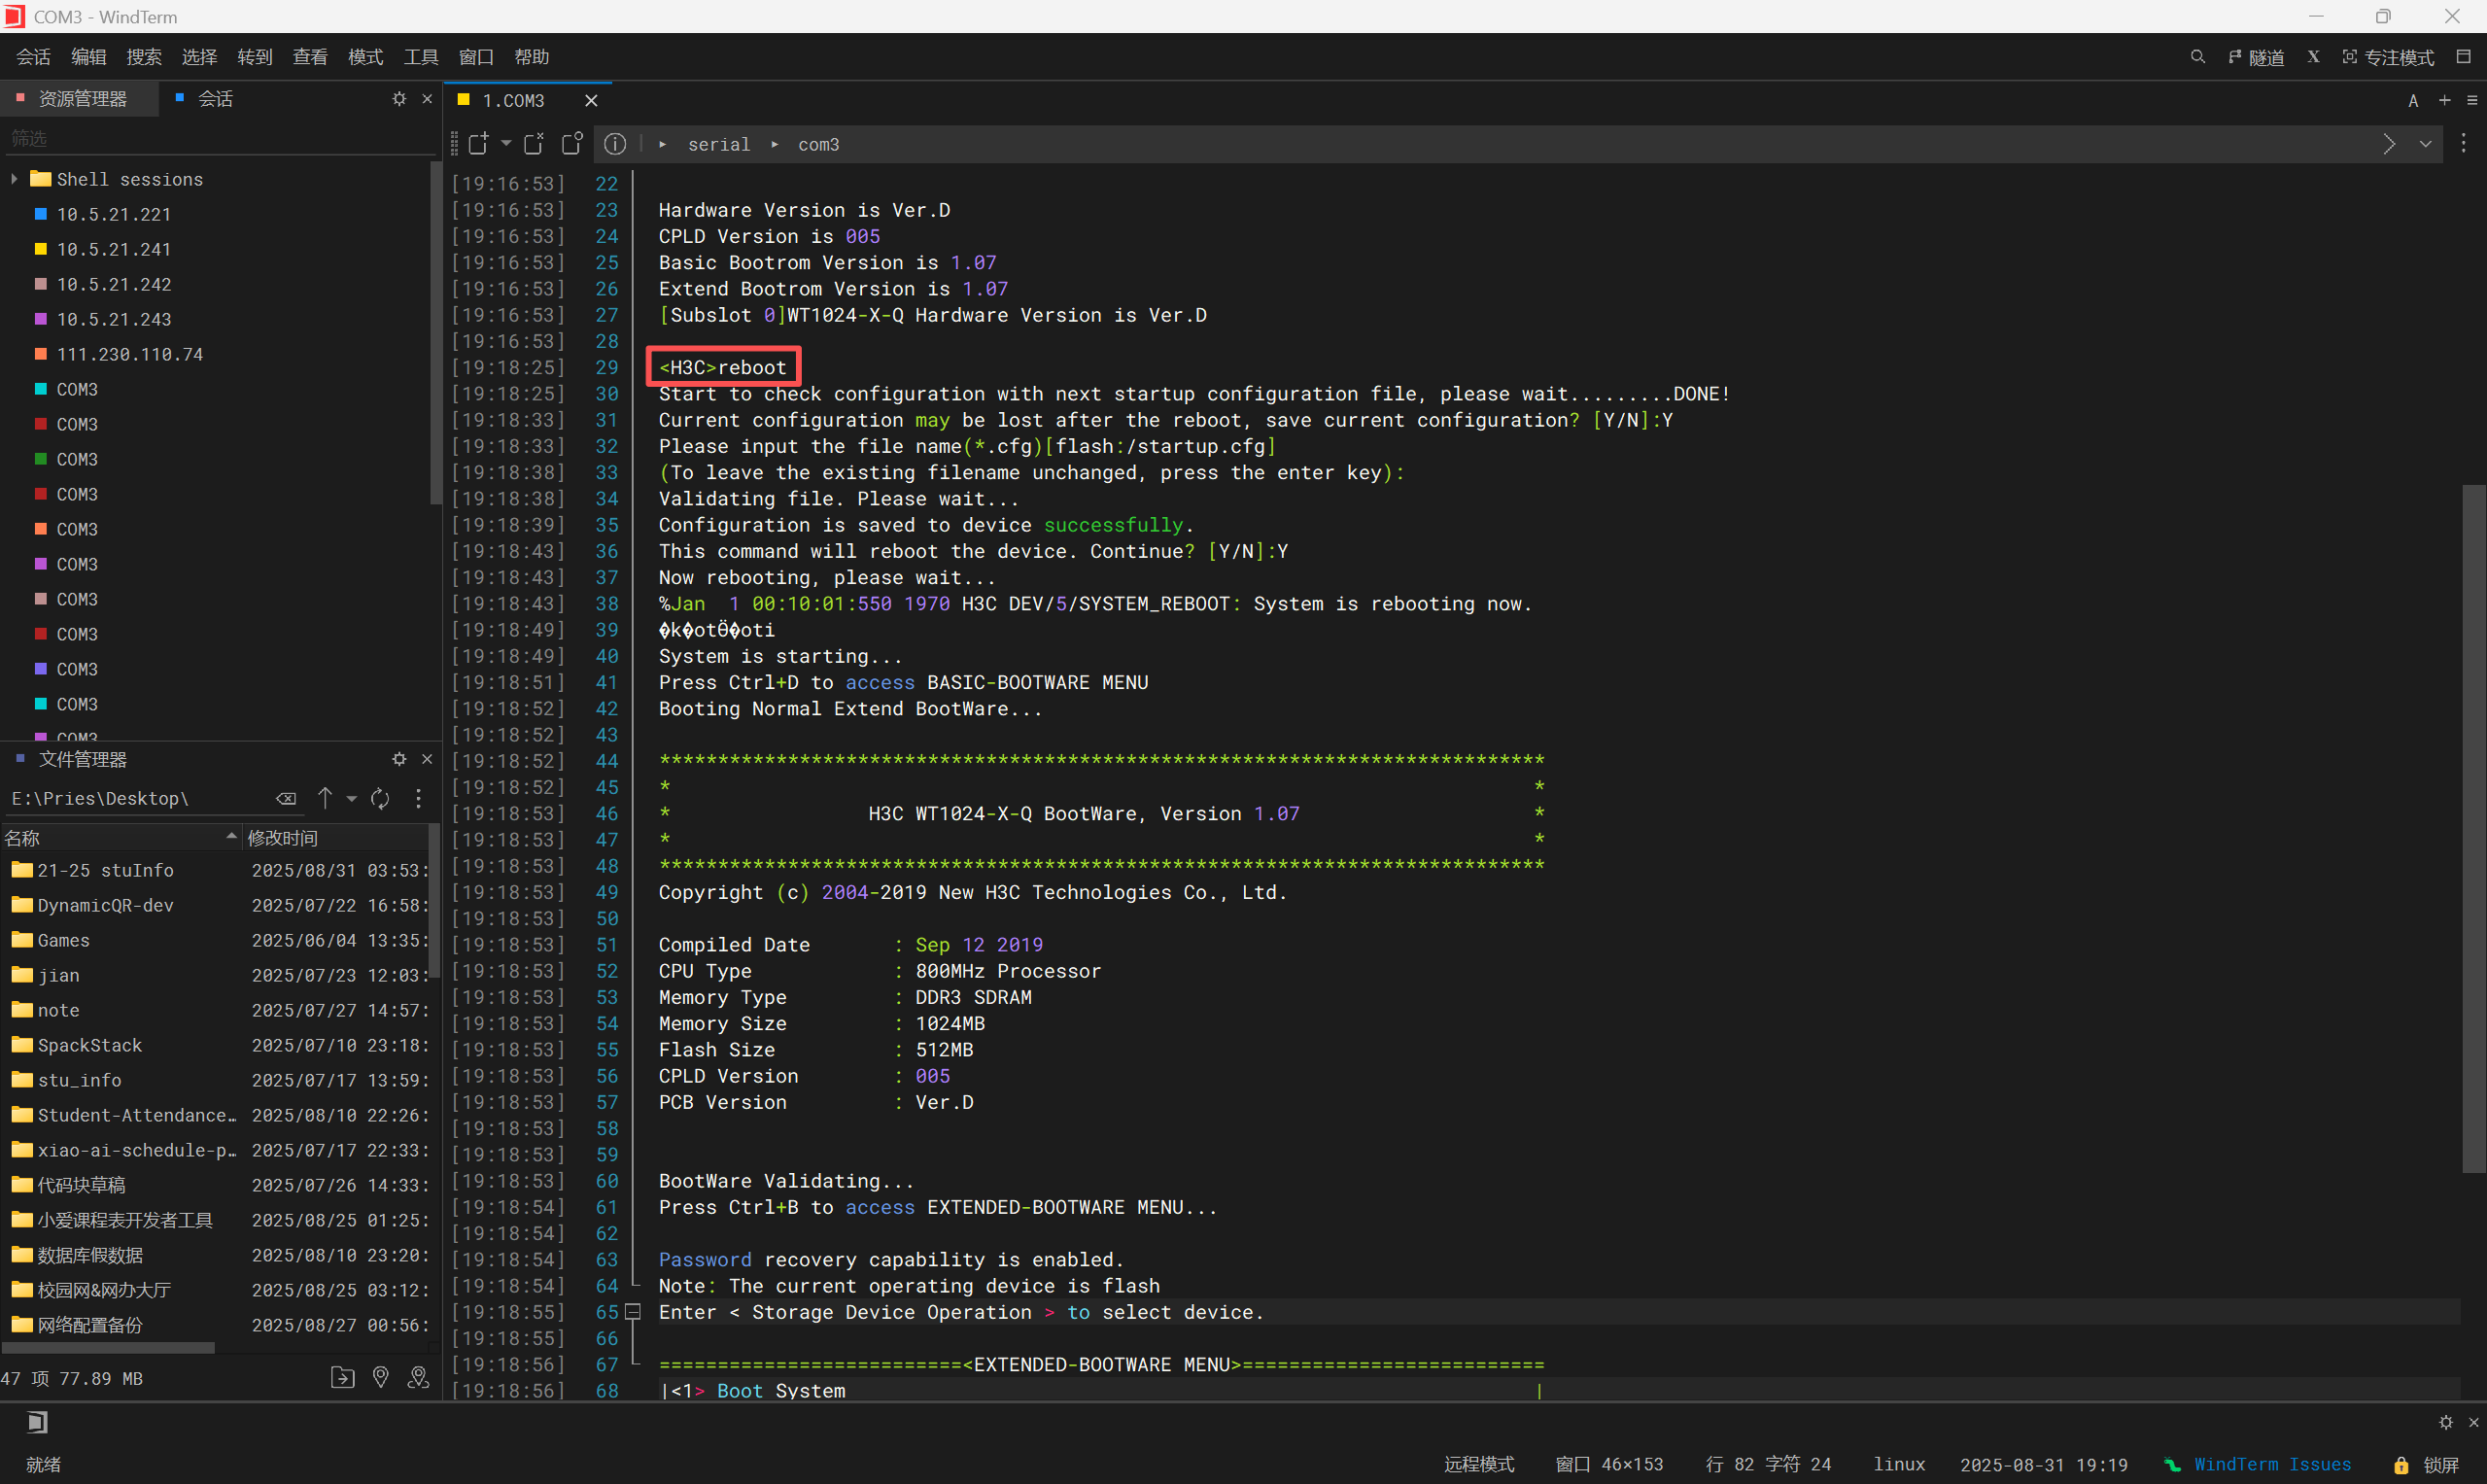 COM3 - WindTerm
会话 编辑 搜索 选择 转到 查看 模式 工具 窗口 帮助
隧道 X 专注模式
资源管理器 会话
1.COM3
A
筛选
serial com3
Shell sessions
10.5.21.221
10.5.21.241
10.5.21.242
10.5.21.243
111.230.110.74
COM3
COM3
COM3
COM3
COM3
COM3
COM3
COM3
COM3
COM3
COM3
文件管理器
E:\Pries\Desktop\
名称 修改时间
21-25 stuInfo 2025/08/31 03:53:
DynamicQR-dev 2025/07/22 16:58:
Games 2025/06/04 13:35:
jian 2025/07/23 12:03:
note 2025/07/27 14:57:
SpackStack 2025/07/10 23:18:
stu_info 2025/07/17 13:59:
Student-Attendance… 2025/08/10 22:26:
xiao-ai-schedule-p… 2025/07/17 22:33:
代码块草稿 2025/07/26 14:33:
小爱课程表开发者工具 2025/08/25 01:25:
数据库假数据 2025/08/10 23:20:
校园网&网办大厅 2025/08/25 03:12:
网络配置备份 2025/08/27 00:56:
47 项 77.89 MB
[19:16:53] 22
[19:16:53] 23 Hardware Version is Ver.D
[19:16:53] 24 CPLD Version is 005
[19:16:53] 25 Basic Bootrom Version is 1.07
[19:16:53] 26 Extend Bootrom Version is 1.07
[19:16:53] 27 [Subslot 0]WT1024-X-Q Hardware Version is Ver.D
[19:16:53] 28
[19:18:25] 29 <H3C>reboot
[19:18:25] 30 Start to check configuration with next startup configuration file, please wait.........DONE!
[19:18:33] 31 Current configuration may be lost after the reboot, save current configuration? [Y/N]:Y
[19:18:33] 32 Please input the file name(*.cfg)[flash:/startup.cfg]
[19:18:38] 33 (To leave the existing filename unchanged, press the enter key):
[19:18:38] 34 Validating file. Please wait...
[19:18:39] 35 Configuration is saved to device successfully.
[19:18:43] 36 This command will reboot the device. Continue? [Y/N]:Y
[19:18:43] 37 Now rebooting, please wait...
[19:18:43] 38 %Jan  1 00:10:01:550 1970 H3C DEV/5/SYSTEM_REBOOT: System is rebooting now.
[19:18:49] 39 �k�otӪ�oti
[19:18:49] 40 System is starting...
[19:18:51] 41 Press Ctrl+D to access BASIC-BOOTWARE MENU
[19:18:52] 42 Booting Normal Extend BootWare...
[19:18:52] 43
[19:18:52] 44 ****************************************************************************
[19:18:52] 45 * *
[19:18:53] 46 * H3C WT1024-X-Q BootWare, Version 1.07 *
[19:18:53] 47 * *
[19:18:53] 48 ****************************************************************************
[19:18:53] 49 Copyright (c) 2004-2019 New H3C Technologies Co., Ltd.
[19:18:53] 50
[19:18:53] 51 Compiled Date : Sep 12 2019
[19:18:53] 52 CPU Type : 800MHz Processor
[19:18:53] 53 Memory Type : DDR3 SDRAM
[19:18:53] 54 Memory Size : 1024MB
[19:18:53] 55 Flash Size : 512MB
[19:18:53] 56 CPLD Version : 005
[19:18:53] 57 PCB Version : Ver.D
[19:18:53] 58
[19:18:53] 59
[19:18:53] 60 BootWare Validating...
[19:18:54] 61 Press Ctrl+B to access EXTENDED-BOOTWARE MENU...
[19:18:54] 62
[19:18:54] 63 Password recovery capability is enabled.
[19:18:54] 64 Note: The current operating device is flash
[19:18:55] 65 Enter < Storage Device Operation > to select device.
[19:18:55] 66
[19:18:56] 67 ==========================<EXTENDED-BOOTWARE MENU>==========================
[19:18:56] 68 |<1> Boot System |
就绪
远程模式 窗口 46×153 行 82 字符 24 linux 2025-08-31 19:19 WindTerm Issues 锁屏